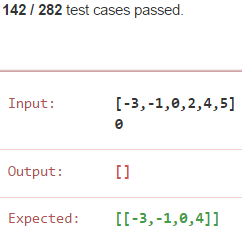 142 / 282 test cases passed.
Input: [-3,-1,0,2,4,5]
0
Output: []
Expected: [[-3,-1,0,4]]